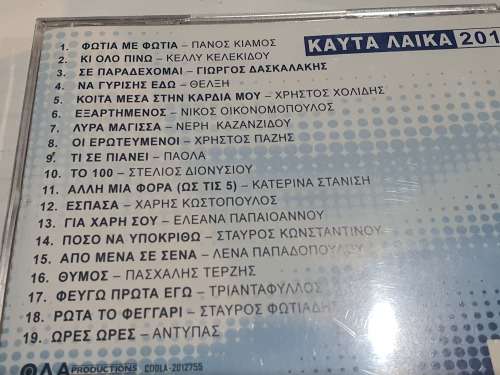 ΚΑΥΤΑ ΛΑΙΚΑ 201
1. ΦΩΤΙΑ ΜΕ ΦΩΤΙΑ – ΠΑΝΟΣ ΚΙΑΜΟΣ
2. ΚΙ ΟΛΟ ΠΙΝΩ – ΚΕΛΛΥ ΚΕΛΕΚΙΔΟΥ
3. ΣΕ ΠΑΡΑΔΕΧΟΜΑΙ – ΓΙΩΡΓΟΣ ΔΑΣΚΑΛΑΚΗΣ
4. ΝΑ ΓΥΡΙΣΗΣ ΕΔΩ – ΘΕΛΞΗ
5. ΚΟΙΤΑ ΜΕΣΑ ΣΤΗΝ ΚΑΡΔΙΑ ΜΟΥ – ΧΡΗΣΤΟΣ ΧΟΛΙΔΗΣ
6. ΕΞΑΡΤΗΜΕΝΟΣ – ΝΙΚΟΣ ΟΙΚΟΝΟΜΟΠΟΥΛΟΣ
7. ΛΥΡΑ ΜΑΓΙΣΣΑ – ΝΕΡΗ ΚΑΖΑΝΖΙΔΟΥ
8. ΟΙ ΕΡΩΤΕΥΜΕΝΟΙ – ΧΡΗΣΤΟΣ ΠΑΖΗΣ
9. ΤΙ ΣΕ ΠΙΑΝΕΙ – ΠΑΟΛΑ
10. ΤΟ 100 – ΣΤΕΛΙΟΣ ΔΙΟΝΥΣΙΟΥ
11. ΑΛΛΗ ΜΙΑ ΦΟΡΑ (ΩΣ ΤΙΣ 5) – ΚΑΤΕΡΙΝΑ ΣΤΑΝΙΣΗ
12. ΕΣΠΑΣΑ – ΧΑΡΗΣ ΚΩΣΤΟΠΟΥΛΟΣ
13. ΓΙΑ ΧΑΡΗ ΣΟΥ – ΕΛΕΑΝΑ ΠΑΠΑΙΟΑΝΝΟΥ
14. ΠΟΣΟ ΝΑ ΥΠΟΚΡΙΘΩ – ΣΤΑΥΡΟΣ ΚΩΝΣΤΑΝΤΙΝΟΥ
15. ΑΠΟ ΜΕΝΑ ΣΕ ΣΕΝΑ – ΛΕΝΑ ΠΑΠΑΔΟΠΟΥΛΟΥ
16. ΘΥΜΟΣ – ΠΑΣΧΑΛΗΣ ΤΕΡΖΗΣ
17. ΦΕΥΓΩ ΠΡΩΤΑ ΕΓΩ – ΤΡΙΑΝΤΑΦΥΛΛΟΣ
18. ΡΩΤΑ ΤΟ ΦΕΓΓΑΡΙ – ΣΤΑΥΡΟΣ ΦΩΤΙΑΔΗΣ
19. ΩΡΕΣ ΩΡΕΣ – ΑΝΤΥΠΑΣ
PRODUCTIONS CDOLA-2012755